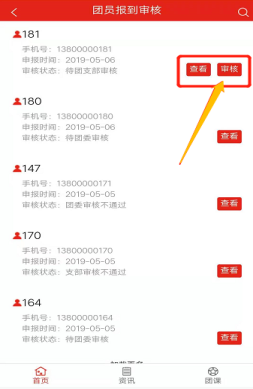 团员报到审核
181
手机号：13800000181
申报时间：2019-05-06
审核状态：待团支部审核
查看 审核
180
手机号：13800000180
申报时间：2019-05-06
审核状态：待团委审核
查看
147
手机号：13800000171
申报时间：2019-05-05
审核状态：团委审核不通过
查看
170
手机号：13800000170
申报时间：2019-05-05
审核状态：支部审核不通过
查看
164
手机号：13800000164
申报时间：2019-05-05
审核状态：待团委审核
查看
首页 资讯 团课